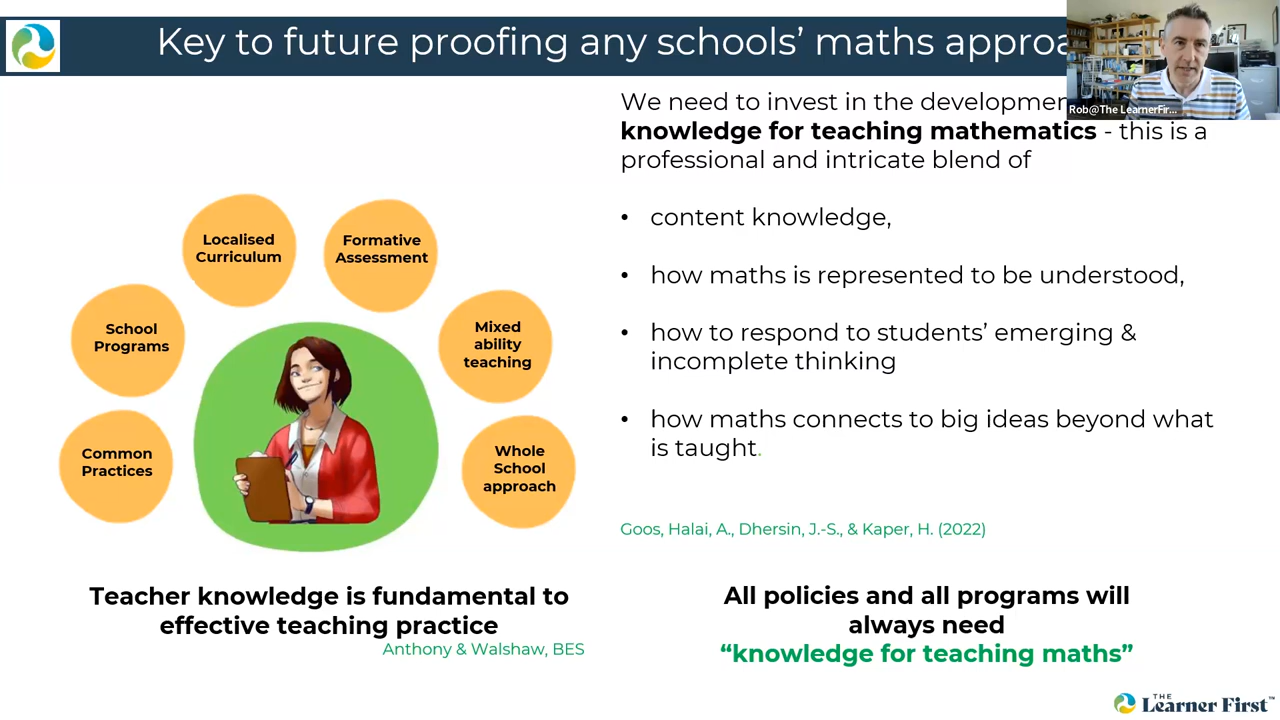 Key to future proofing any schools’ maths
Rob@The LearnerFir...
We need to invest in the
knowledge for teaching mathematics - this is a
professional and intricate blend of
• content knowledge,
• how maths is represented to be understood,
• how to respond to students’ emerging &
incomplete thinking
• how maths connects to big ideas beyond what
is taught.
Goos, Halai, A., Dhersin, J.-S., & Kaper, H. (2022)
Localised
Curriculum
Formative
Assessment
School
Programs
Mixed
ability
teaching
Common
Practices
Whole
School
approach
Teacher knowledge is fundamental to
effective teaching practice
Anthony & Walshaw, BES
All policies and all programs will
always need
“knowledge for teaching maths”
THE
Learner First™